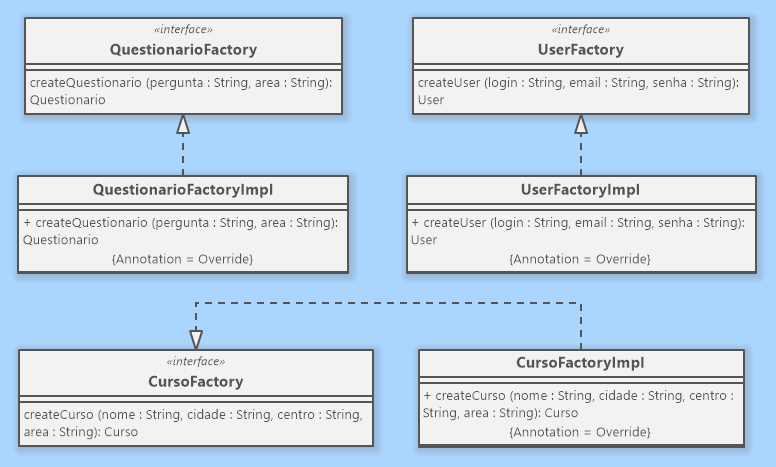 «interface»
QuestionarioFactory
createQuestionario (pergunta : String, area : String):
Questionario
«interface»
UserFactory
createUser (login : String, email : String, senha : String):
User
QuestionarioFactoryImpl
+ createQuestionario (pergunta : String, area : String):
Questionario
{Annotation = Override}
UserFactoryImpl
+ createUser (login : String, email : String, senha : String):
User
{Annotation = Override}
«interface»
CursoFactory
createCurso (nome : String, cidade : String, centro : String,
area : String): Curso
CursoFactoryImpl
+ createCurso (nome : String, cidade : String, centro :
String, area : String): Curso
{Annotation = Override}